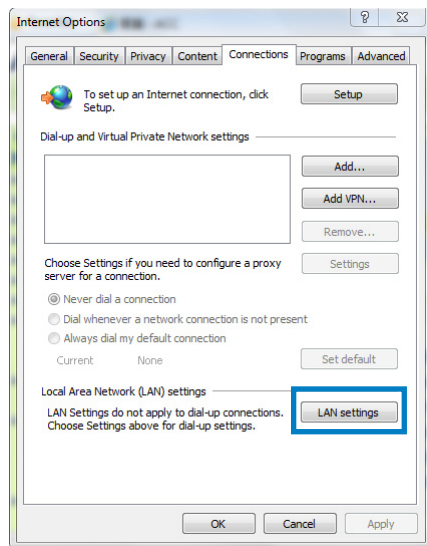 Internet Options
General Security Privacy Content Connections Programs Advanced
To set up an Internet connection, click
Setup.
Setup
Dial-up and Virtual Private Network settings
Add...
Add VPN...
Remove...
Choose Settings if you need to configure a proxy
server for a connection.
Settings
Never dial a connection
Dial whenever a network connection is not present
Always dial my default connection
Current None
Set default
Local Area Network (LAN) settings
LAN Settings do not apply to dial-up connections.
Choose Settings above for dial-up settings.
LAN settings
OK Cancel Apply